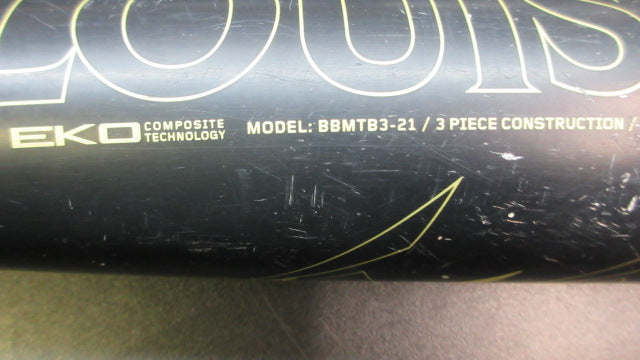 LOUIS
EKO COMPOSITE TECHNOLOGY
MODEL: BBMTB3-21 / 3 PIECE CONSTRUCTION /